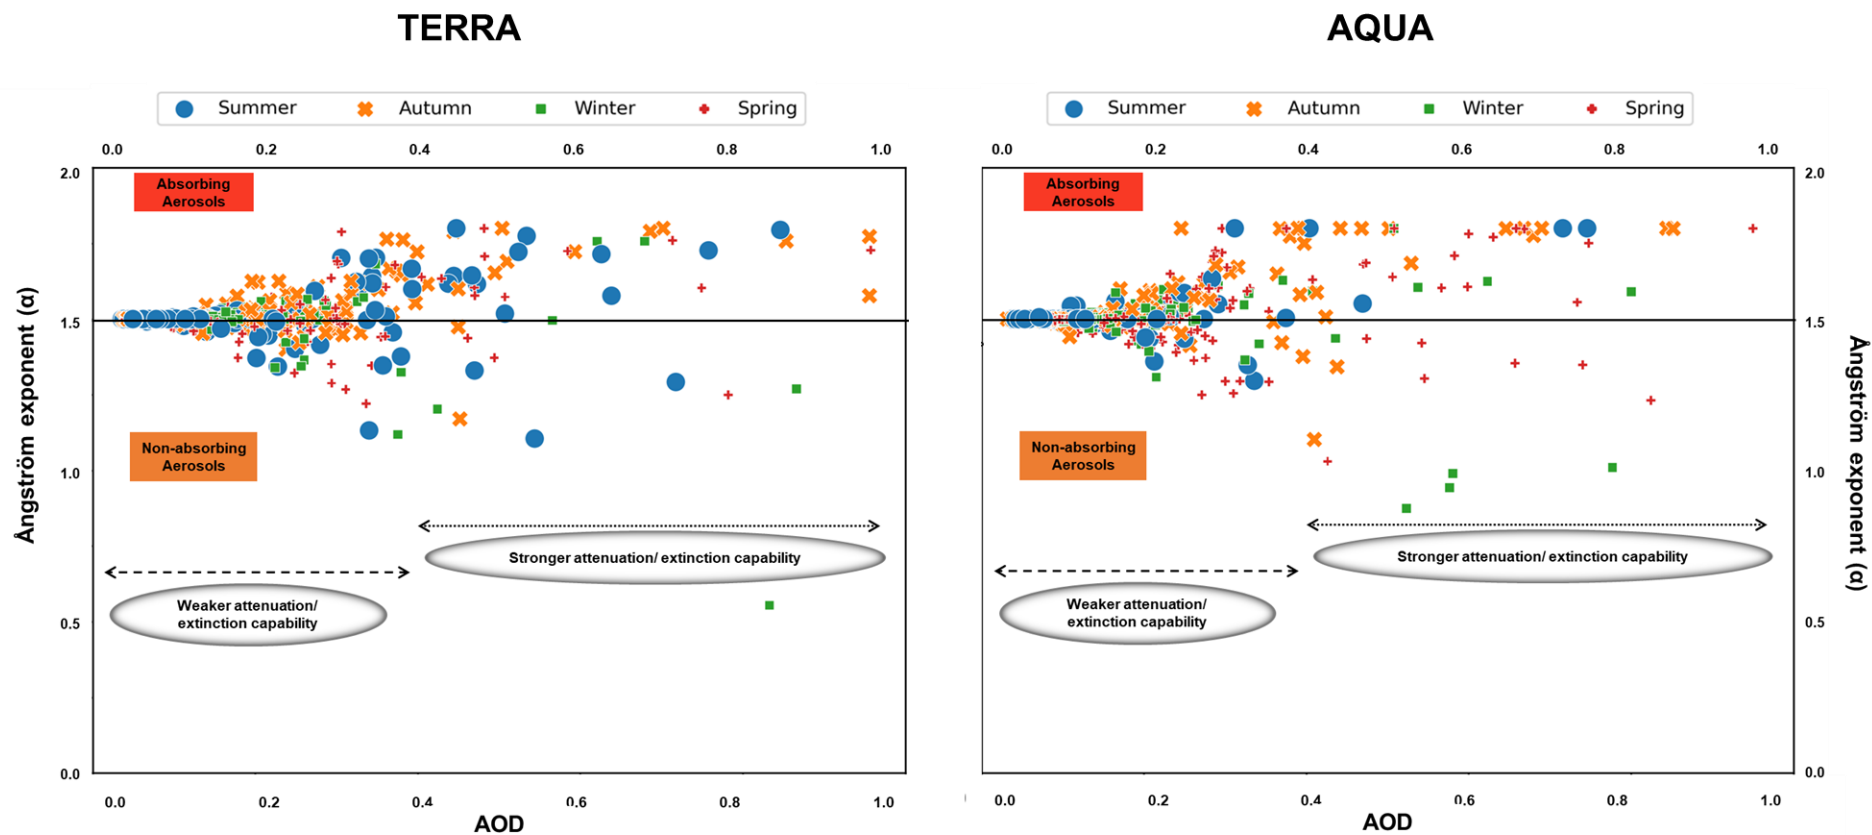 TERRA
AQUA
Summer Autumn Winter Spring
Summer Autumn Winter Spring
0.0 0.2 0.4 0.6 0.8 1.0
0.0 0.2 0.4 0.6 0.8 1.0
2.0
1.5
1.0
0.5
0.0
Ångström exponent (α)
Absorbing
Aerosols
Non-absorbing
Aerosols
Stronger attenuation/ extinction capability
Weaker attenuation/
extinction capability
0.0 0.2 0.4 0.6 0.8 1.0
AOD
Absorbing
Aerosols
Non-absorbing
Aerosols
Stronger attenuation/ extinction capability
Weaker attenuation/
extinction capability
2.0
1.5
1.0
0.5
0.0
Ångström exponent (α)
0.0 0.2 0.4 0.6 0.8 1.0
AOD